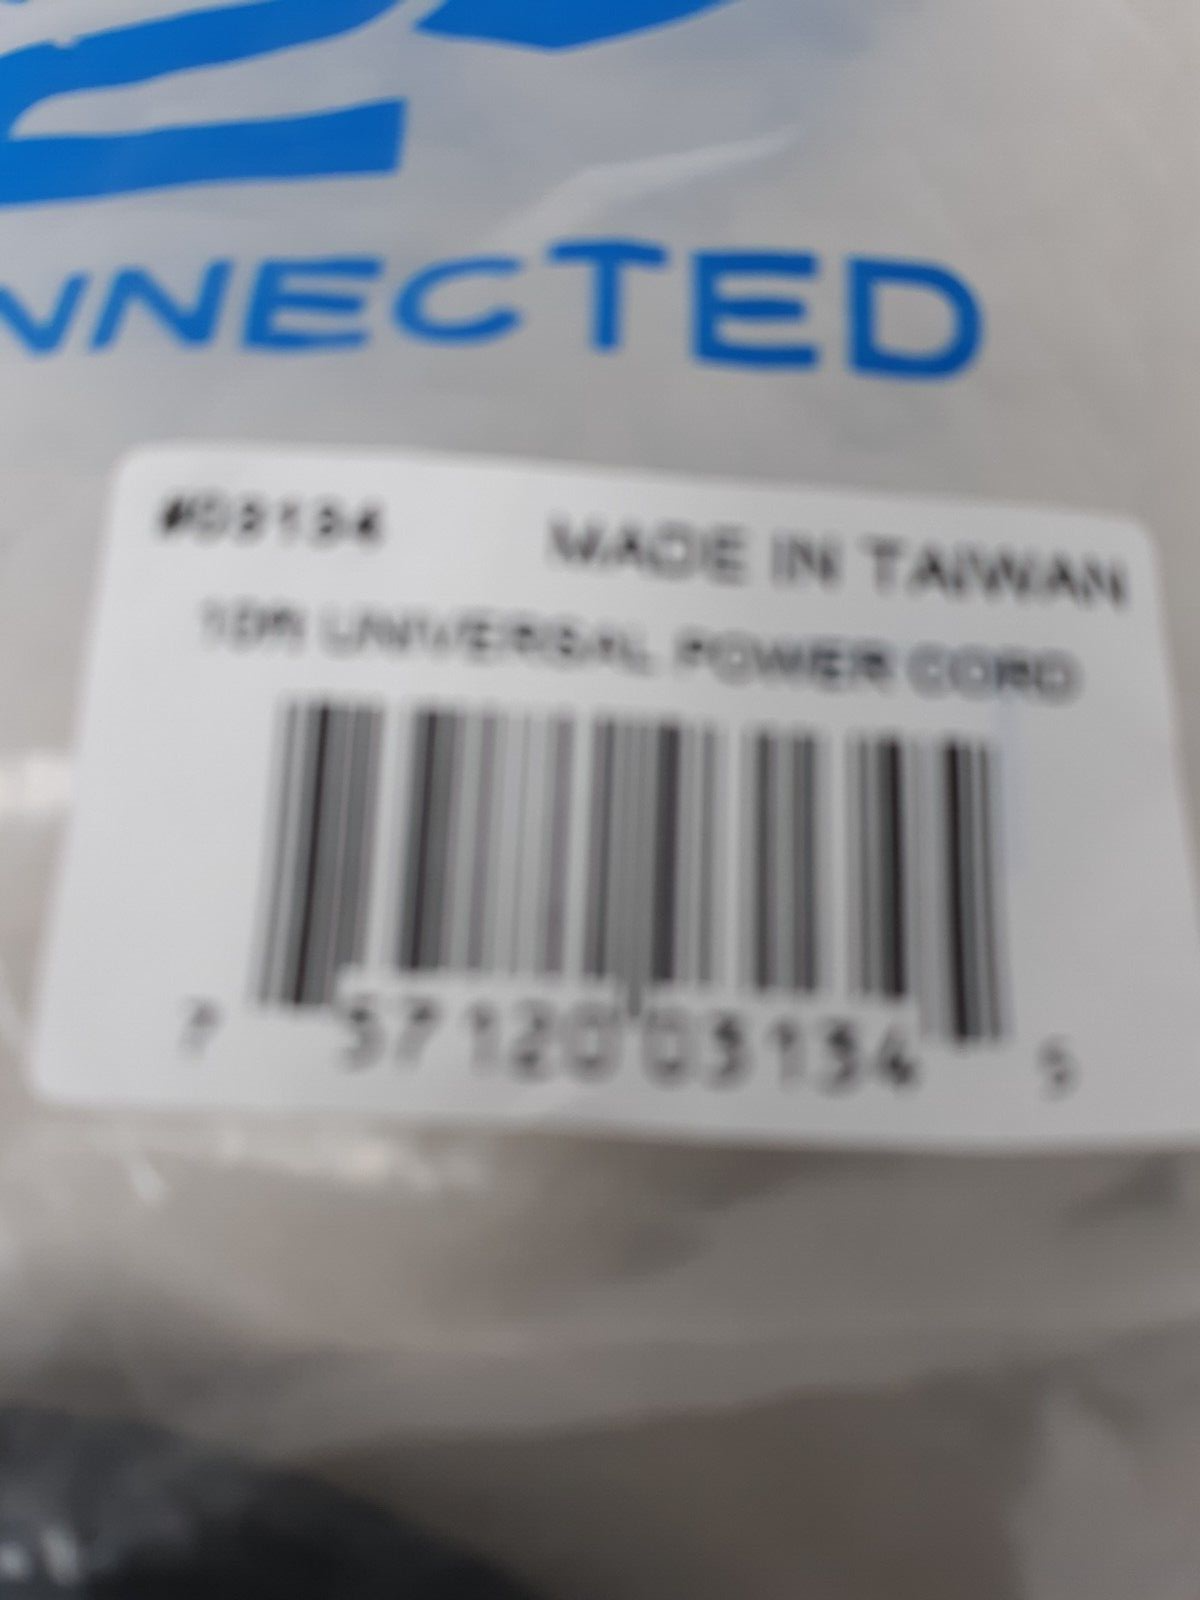 NNECTED
#03134 MADE IN TAIWAN
10ft UNIVERSAL POWER CORD
7 57120 03134 5